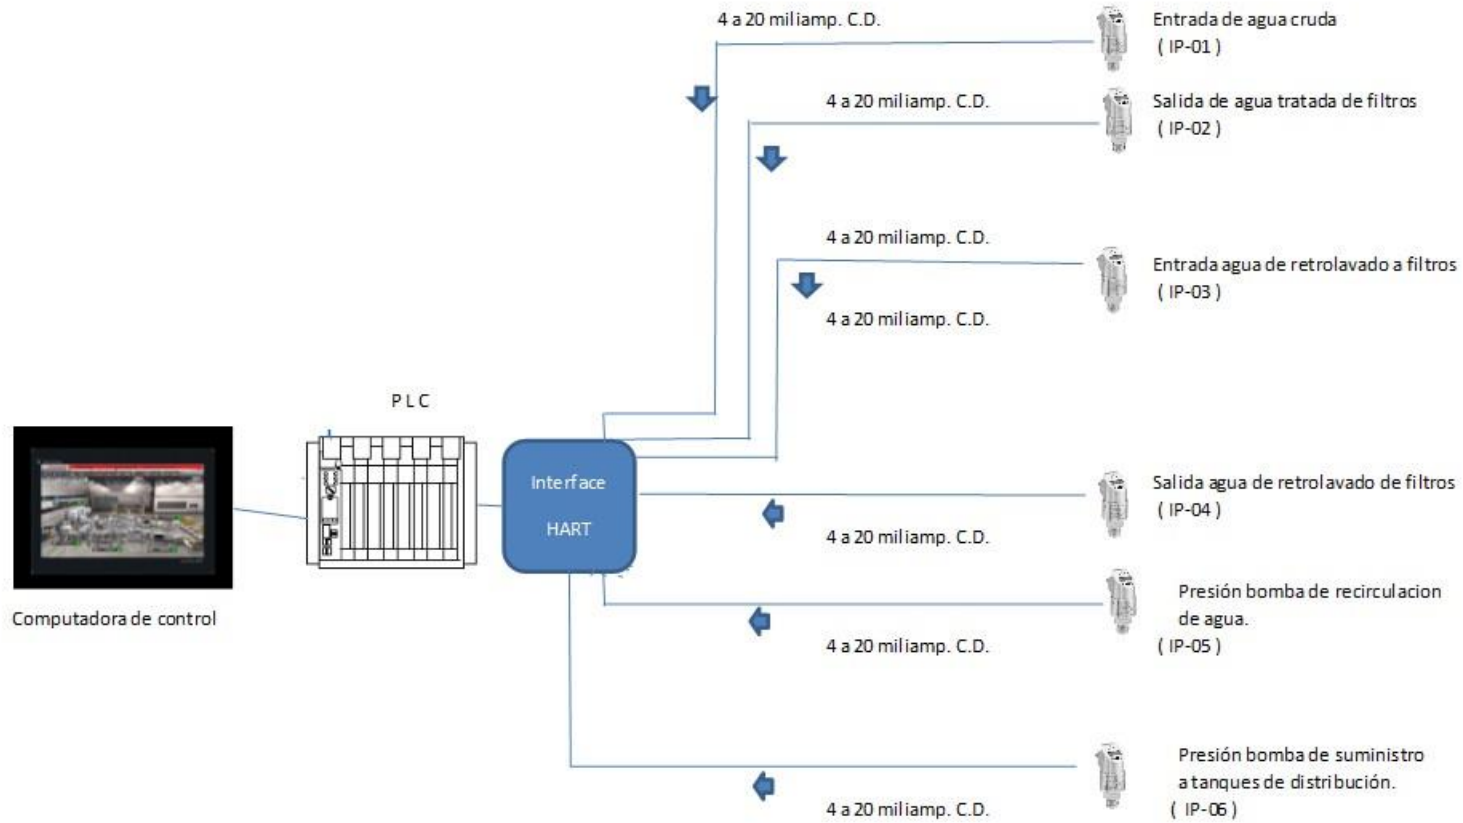 4 a 20 miliamp. C.D.
Entrada de agua cruda
( IP-01 )
4 a 20 miliamp. C.D.
Salida de agua tratada de filtros
( IP-02 )
4 a 20 miliamp. C.D.
Entrada agua de retrolavado a filtros
( IP-03 )
4 a 20 miliamp. C.D.
P L C
Interface
HART
Salida agua de retrolavado de filtros
( IP-04 )
4 a 20 miliamp. C.D.
Computadora de control
Presión bomba de recirculacion
de agua.
( IP-05 )
4 a 20 miliamp. C.D.
Presión bomba de suministro
a tanques de distribución.
( IP-06 )
4 a 20 miliamp. C.D.